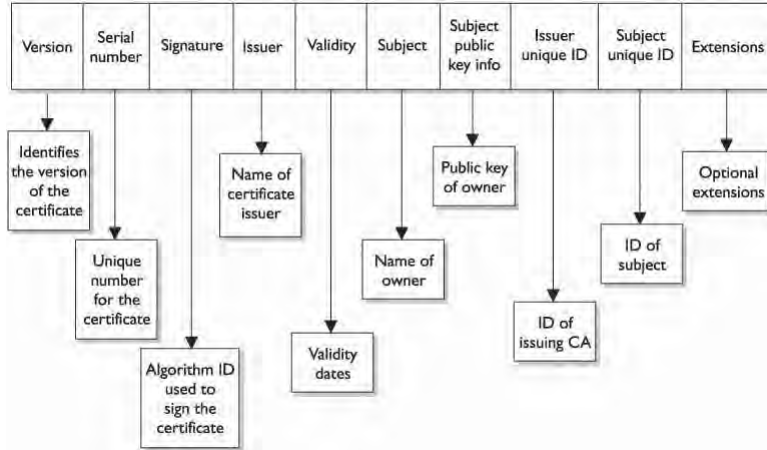 Version
Serial
number
Signature
Issuer
Validity
Subject
Subject
public
key info
Issuer
unique ID
Subject
unique ID
Extensions
Identifies
the version
of the
certificate
Unique
number
for the
certificate
Algorithm ID
used to
sign the
certificate
Name of
certificate
issuer
Validity
dates
Name of
owner
Public key
of owner
ID of
issuing CA
ID of
subject
Optional
extensions